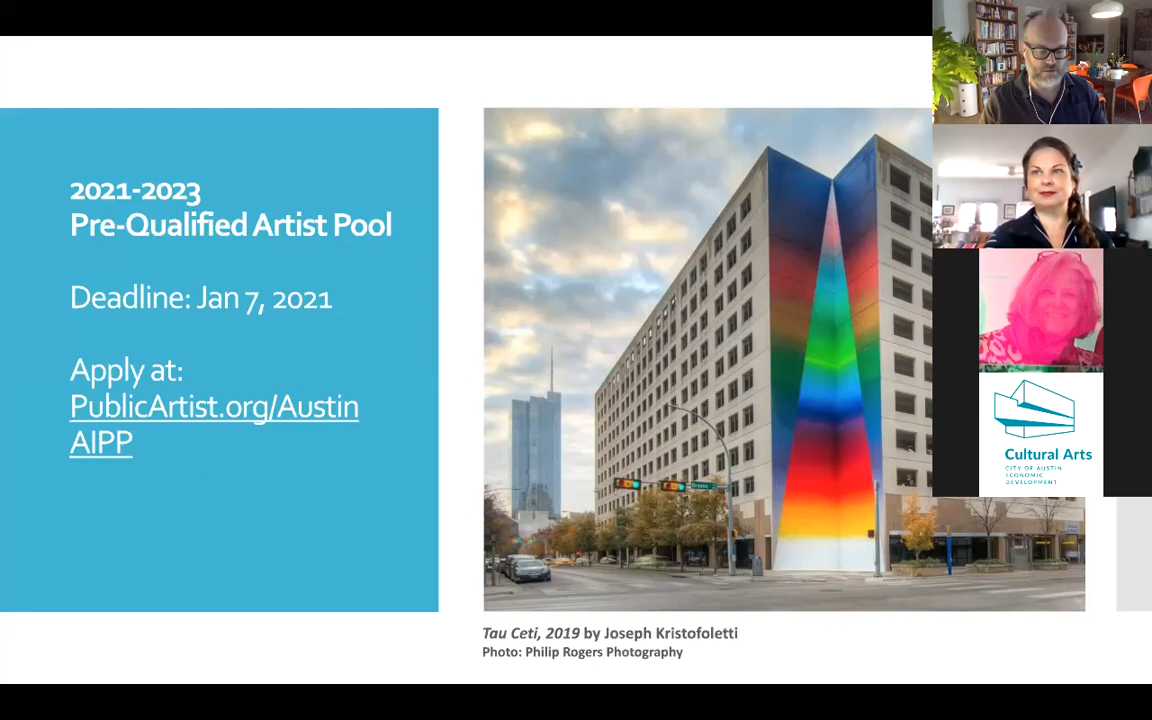 2021-2023
Pre-Qualified Artist Pool
Deadline: Jan 7, 2021
Apply at:
PublicArtist.org/Austin
AIPP
Tau Ceti, 2019 by Joseph Kristofoletti
Photo: Philip Rogers Photography
Cultural Arts
CITY OF AUSTIN
ECONOMIC
DEVELOPMENT